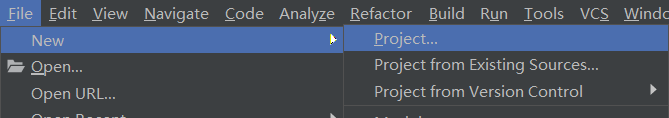 File Edit View Navigate Code Analyze Refactor Build Run Tools VCS
New
Project...
Open...
Project from Existing Sources...
Open URL...
Project from Version Control